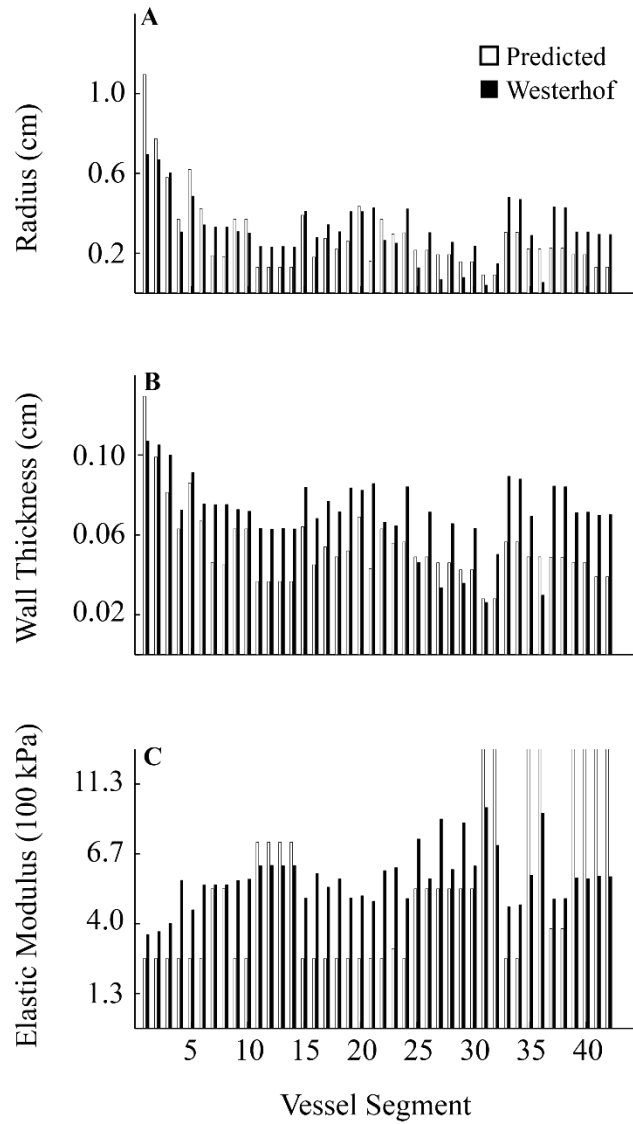 A
Predicted
Westerhof
1.0
0.6
0.2
Radius (cm)
B
0.10
0.06
0.02
Wall Thickness (cm)
C
11.3
6.7
4.0
1.3
Elastic Modulus (100 kPa)
5 10 15 20 25 30 35 40
Vessel Segment